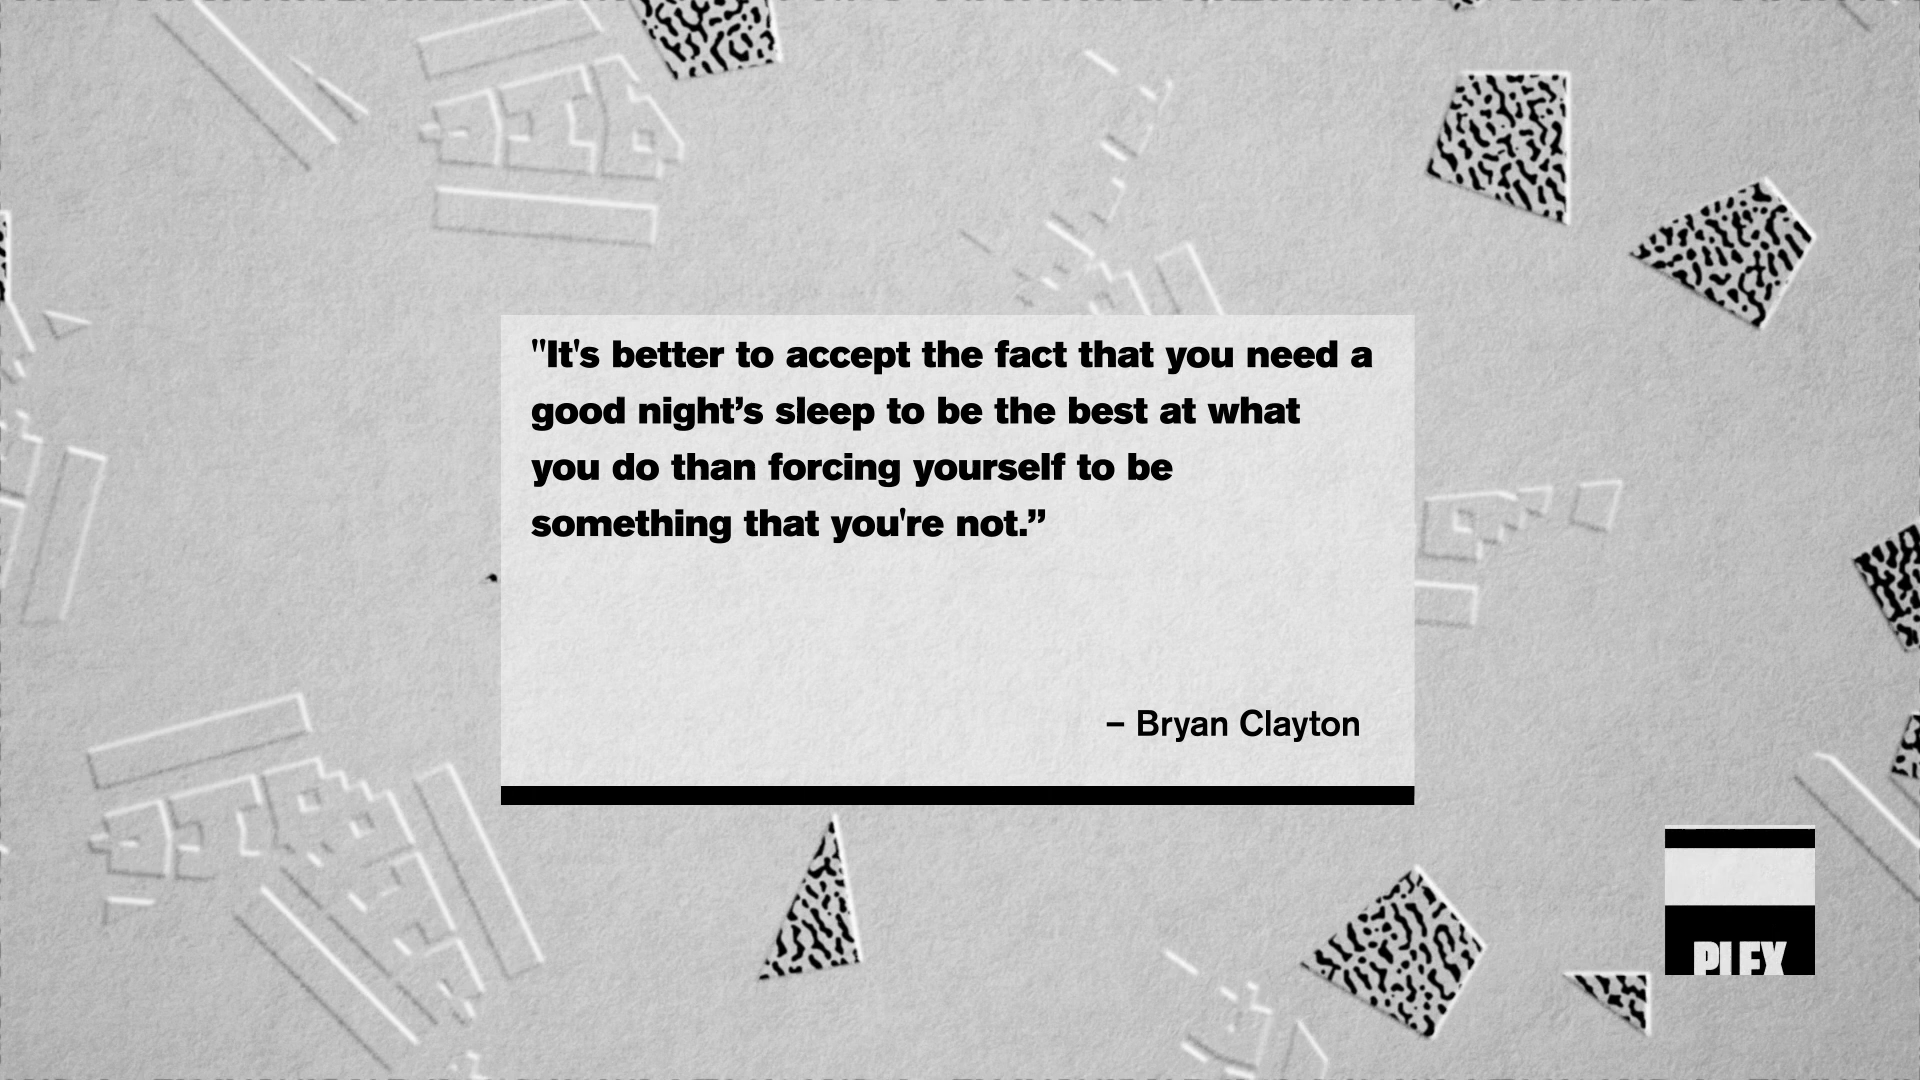 "It's better to accept the fact that you need a
good night’s sleep to be the best at what
you do than forcing yourself to be
something that you're not.”
– Bryan Clayton
PLEX